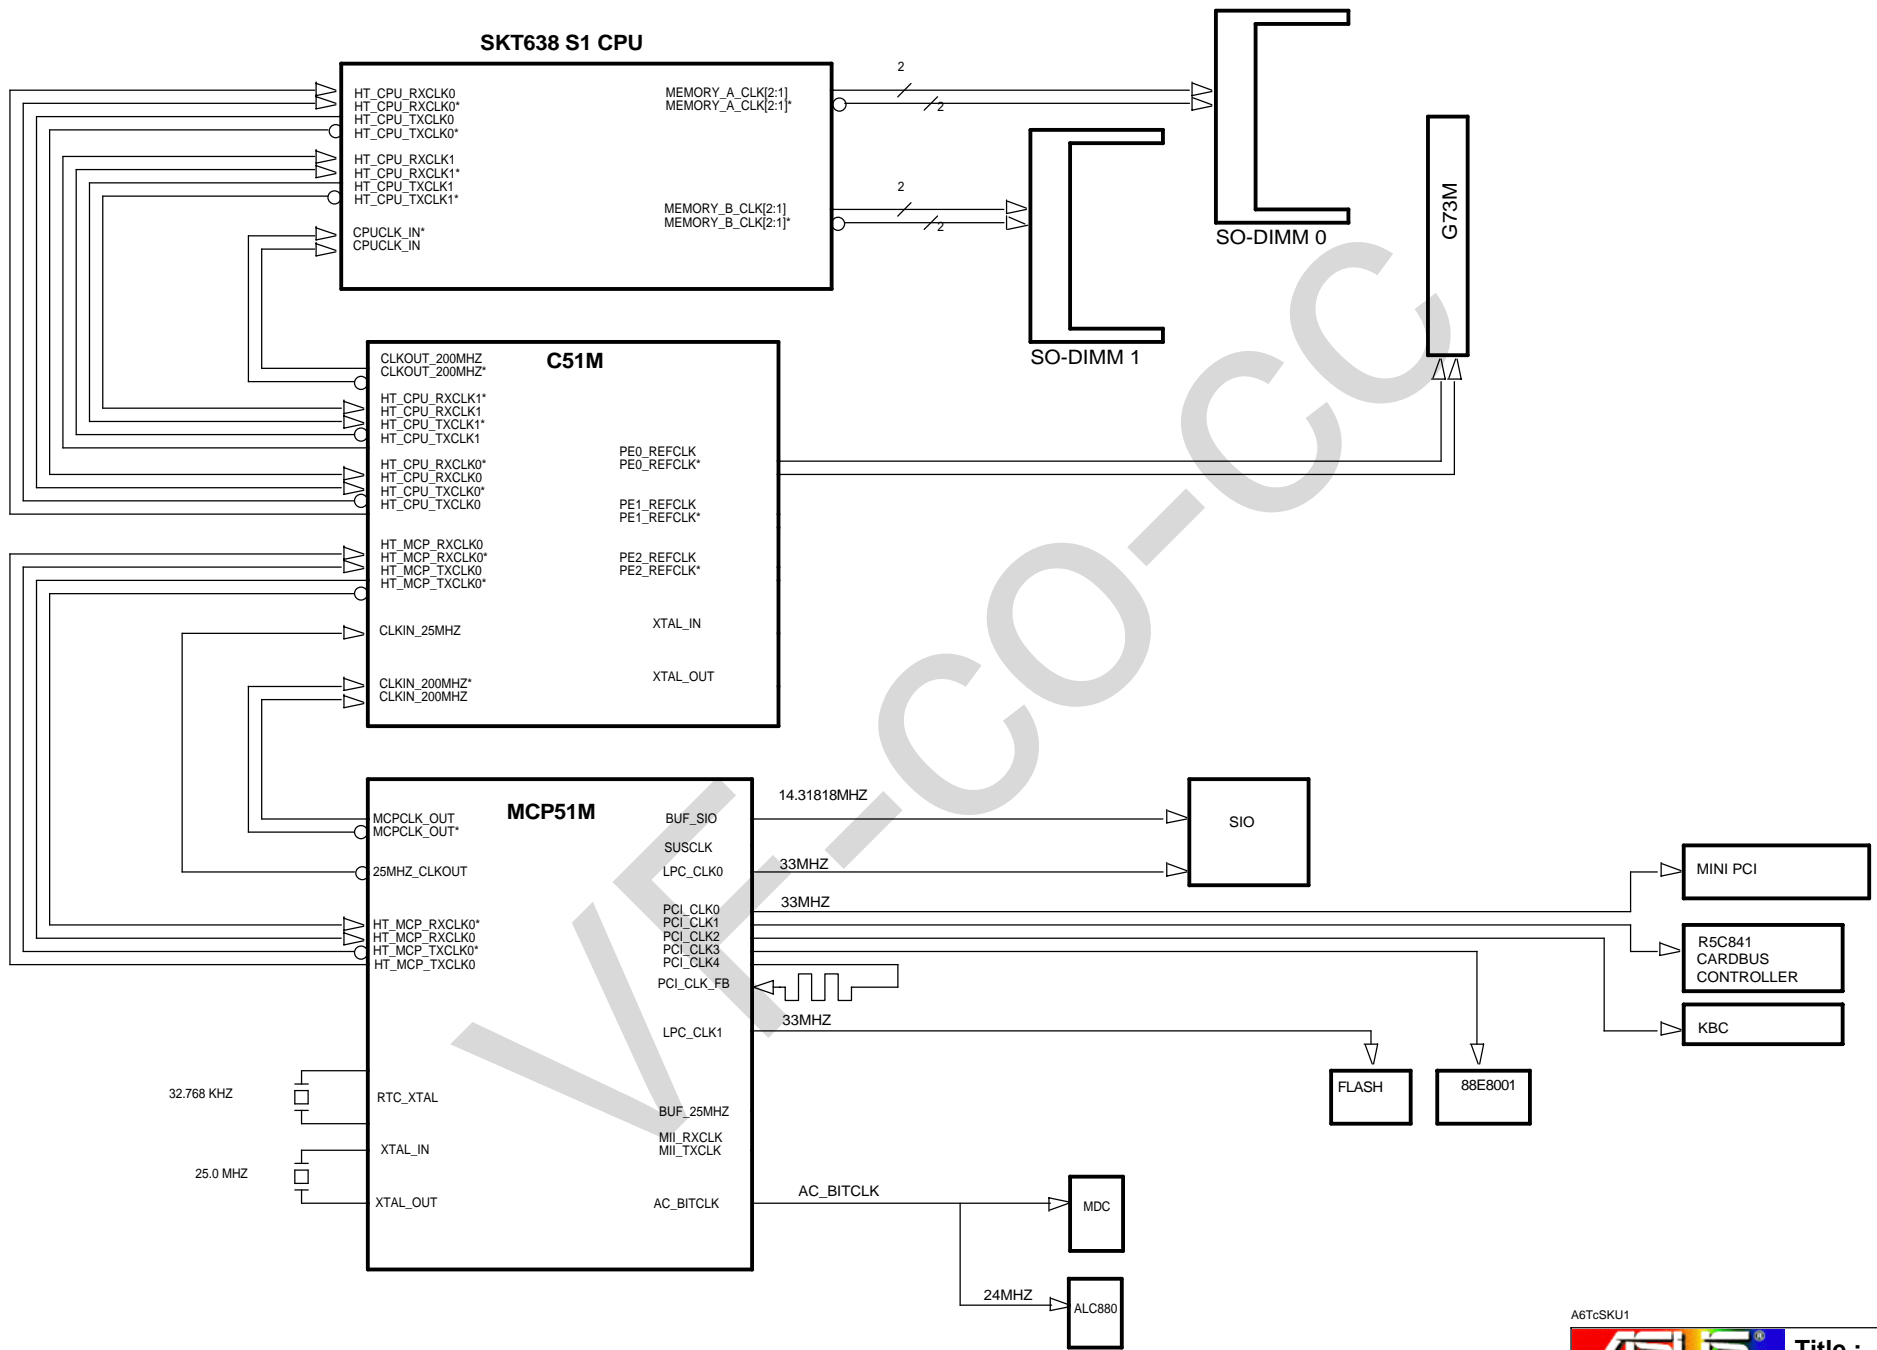 SKT638 S1 CPU
HT_CPU_RXCLK0
HT_CPU_RXCLK0*
HT_CPU_TXCLK0
HT_CPU_TXCLK0*
HT_CPU_RXCLK1
HT_CPU_RXCLK1*
HT_CPU_TXCLK1
HT_CPU_TXCLK1*
CPUCLK_IN*
CPUCLK_IN
MEMORY_A_CLK[2:1]
MEMORY_A_CLK[2:1]*
MEMORY_B_CLK[2:1]
MEMORY_B_CLK[2:1]*
2
2
2
2
SO-DIMM 0
SO-DIMM 1
G73M
C51M
CLKOUT_200MHZ
CLKOUT_200MHZ*
HT_CPU_RXCLK1*
HT_CPU_RXCLK1
HT_CPU_TXCLK1*
HT_CPU_TXCLK1
HT_CPU_RXCLK0*
HT_CPU_RXCLK0
HT_CPU_TXCLK0*
HT_CPU_TXCLK0
HT_MCP_RXCLK0
HT_MCP_RXCLK0*
HT_MCP_TXCLK0
HT_MCP_TXCLK0*
CLKIN_25MHZ
CLKIN_200MHZ*
CLKIN_200MHZ
PE0_REFCLK
PE0_REFCLK*
PE1_REFCLK
PE1_REFCLK*
PE2_REFCLK
PE2_REFCLK*
XTAL_IN
XTAL_OUT
MCP51M
MCPCLK_OUT
MCPCLK_OUT*
25MHZ_CLKOUT
HT_MCP_RXCLK0*
HT_MCP_RXCLK0
HT_MCP_TXCLK0*
HT_MCP_TXCLK0
RTC_XTAL
XTAL_IN
XTAL_OUT
32.768 KHZ
25.0 MHZ
BUF_SIO
SUSCLK
LPC_CLK0
PCI_CLK0
PCI_CLK1
PCI_CLK2
PCI_CLK3
PCI_CLK4
PCI_CLK_FB
LPC_CLK1
BUF_25MHZ
MII_RXCLK
MII_TXCLK
AC_BITCLK
14.31818MHZ
33MHZ
33MHZ
33MHZ
AC_BITCLK
24MHZ
SIO
MINI PCI
R5C841
CARDBUS
CONTROLLER
KBC
FLASH
88E8001
MDC
ALC880
VF-CO-CC
A6TcSKU1
ASUS
®
Title :